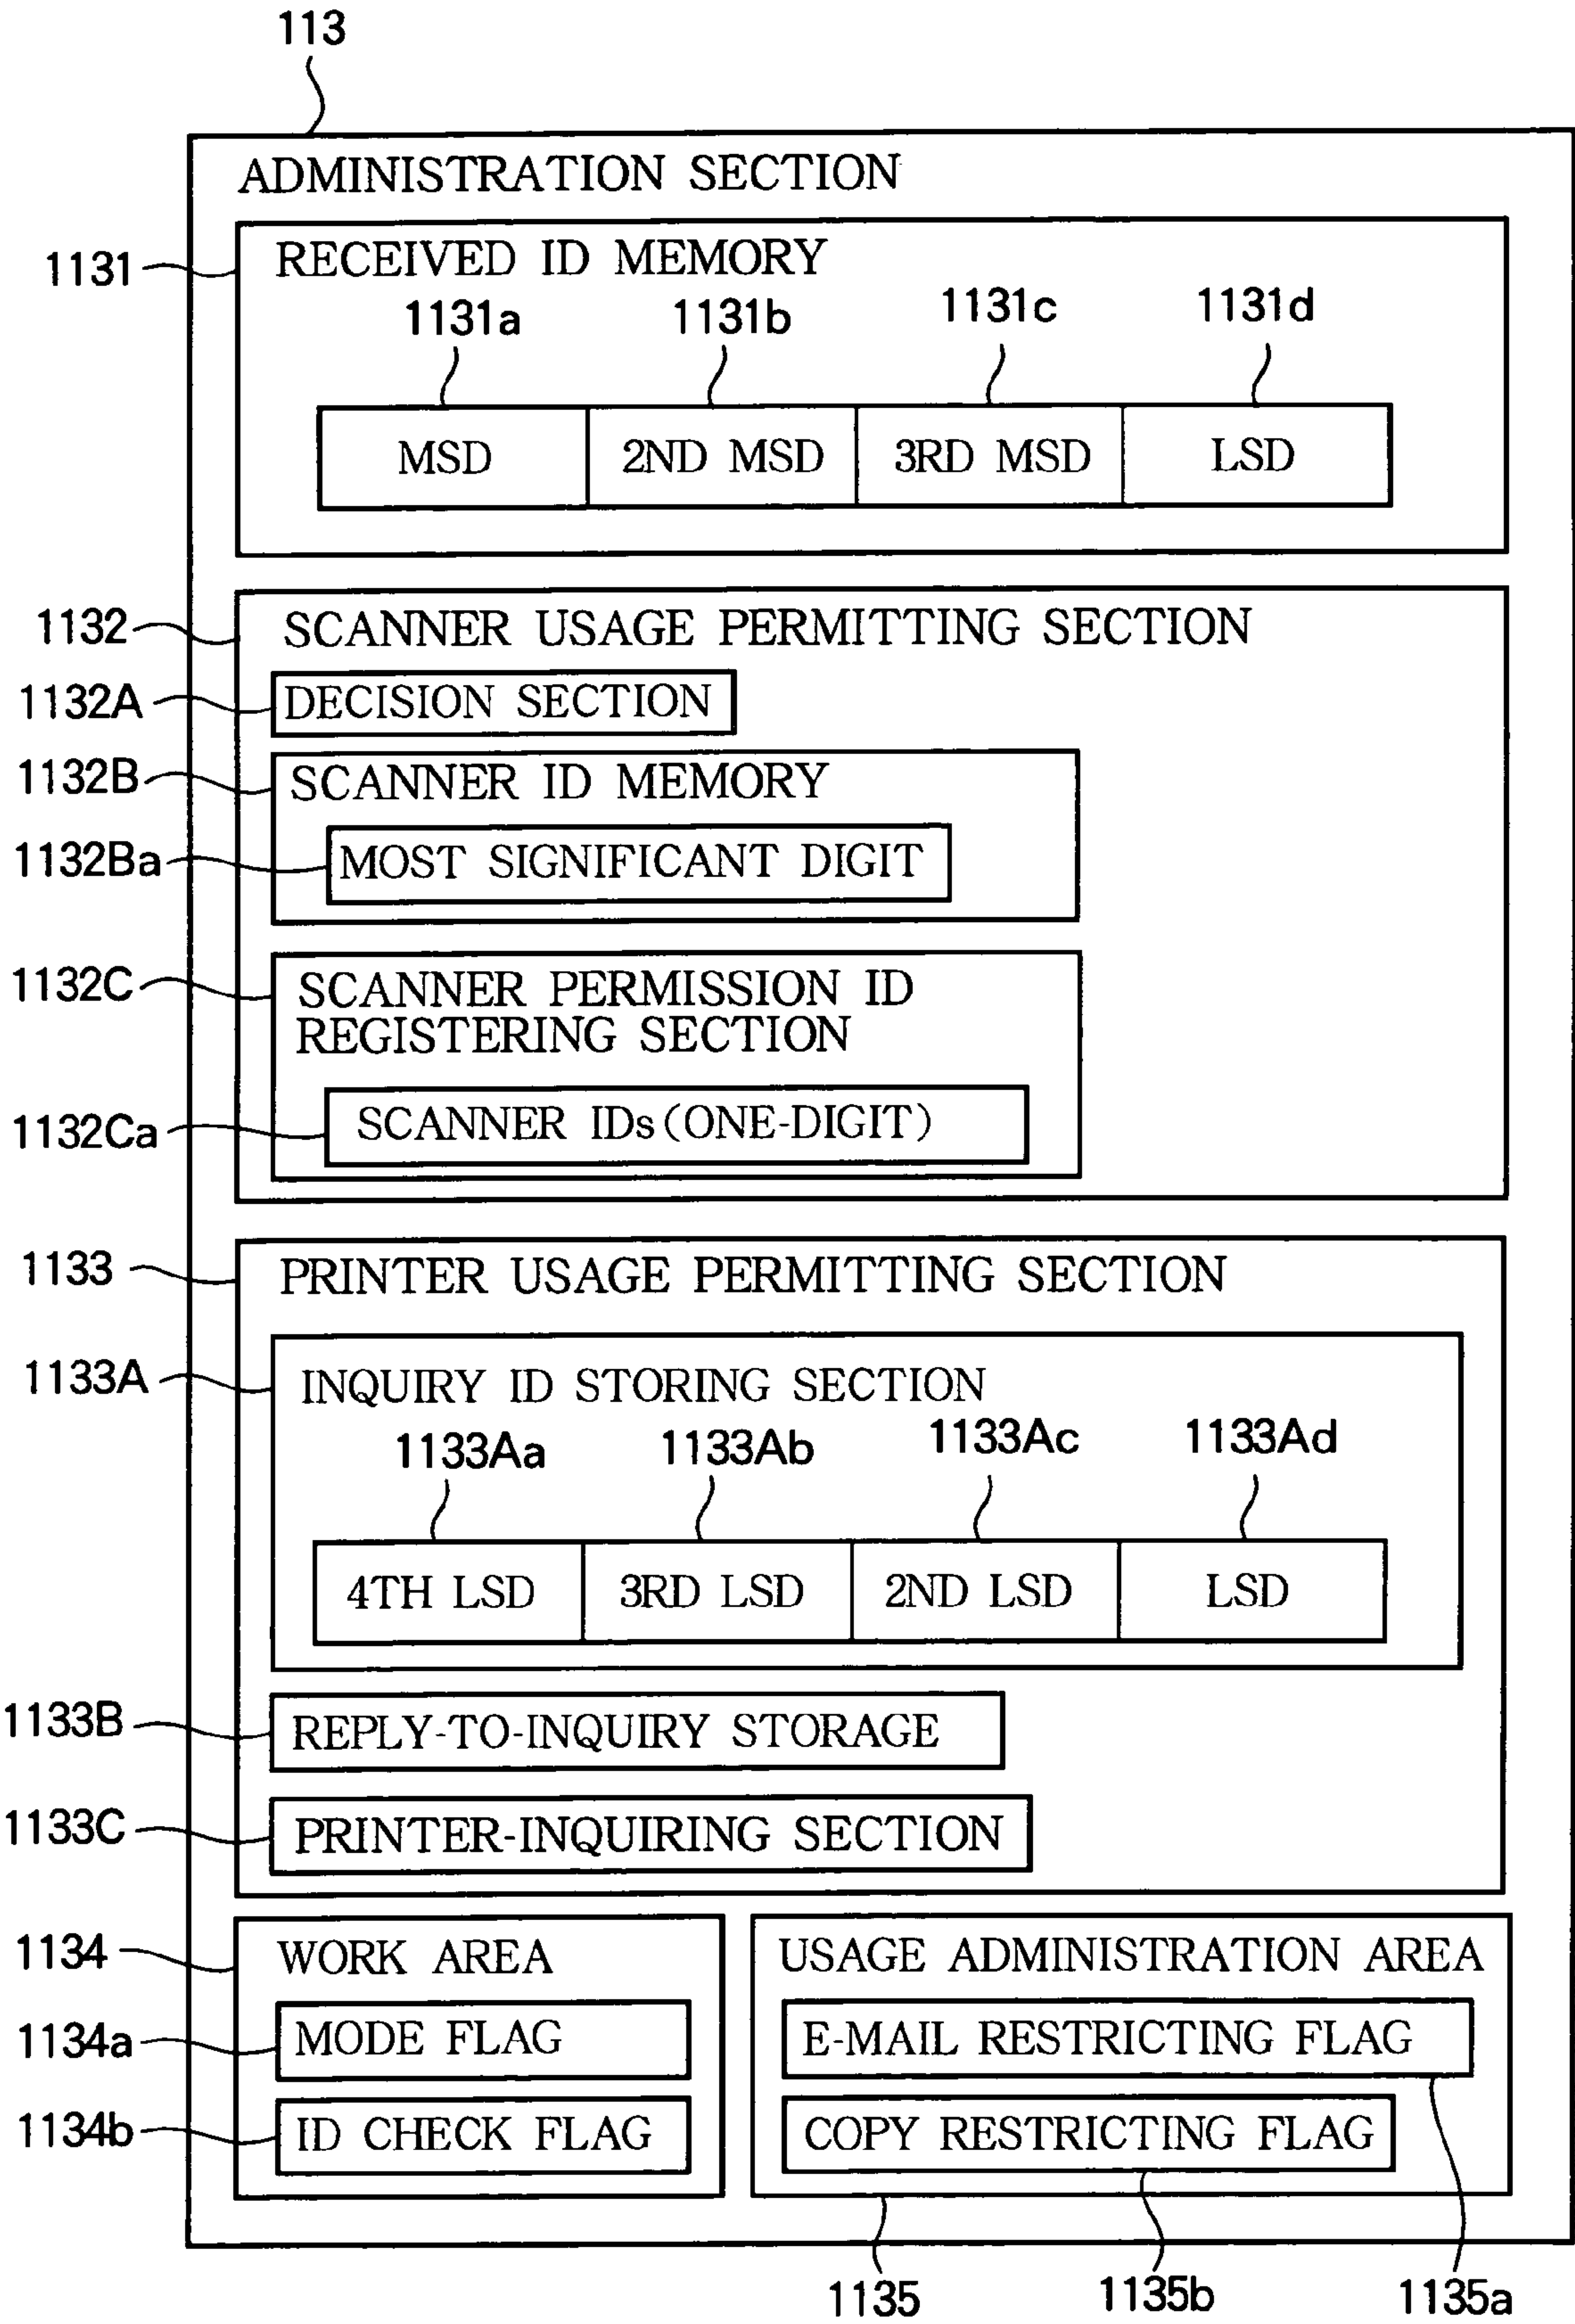 113
ADMINISTRATION SECTION
1131
RECEIVED ID MEMORY
1131a 1131b 1131c 1131d
MSD 2ND MSD 3RD MSD LSD
1132
SCANNER USAGE PERMITTING SECTION
1132A
DECISION SECTION
1132B
SCANNER ID MEMORY
1132Ba
MOST SIGNIFICANT DIGIT
1132C
SCANNER PERMISSION ID
REGISTERING SECTION
1132Ca
SCANNER IDs (ONE-DIGIT)
1133
PRINTER USAGE PERMITTING SECTION
1133A
INQUIRY ID STORING SECTION
1133Aa 1133Ab 1133Ac 1133Ad
4TH LSD 3RD LSD 2ND LSD LSD
1133B
REPLY-TO-INQUIRY STORAGE
1133C
PRINTER-INQUIRING SECTION
1134
WORK AREA
1134a
MODE FLAG
1134b
ID CHECK FLAG
USAGE ADMINISTRATION AREA
E-MAIL RESTRICTING FLAG
COPY RESTRICTING FLAG
1135 1135b 1135a